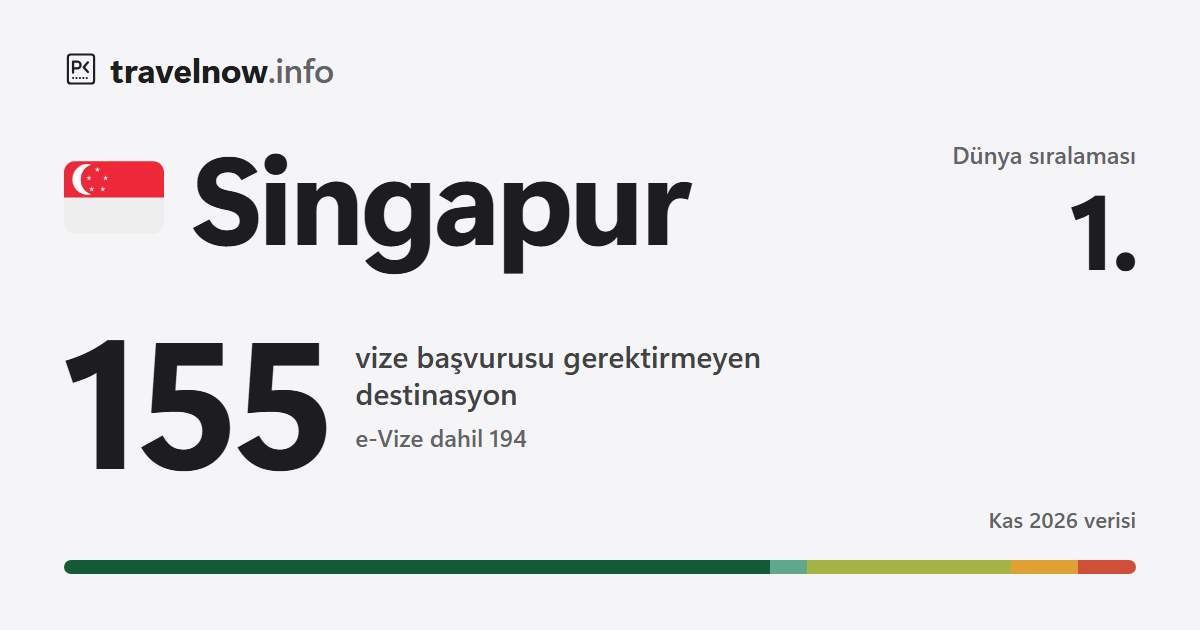 travelnow.info
Singapur
Dünya sıralaması
1.
155
vize başvurusu gerektirmeyen
destinasyon
e-Vize dahil 194
Kas 2026 verisi